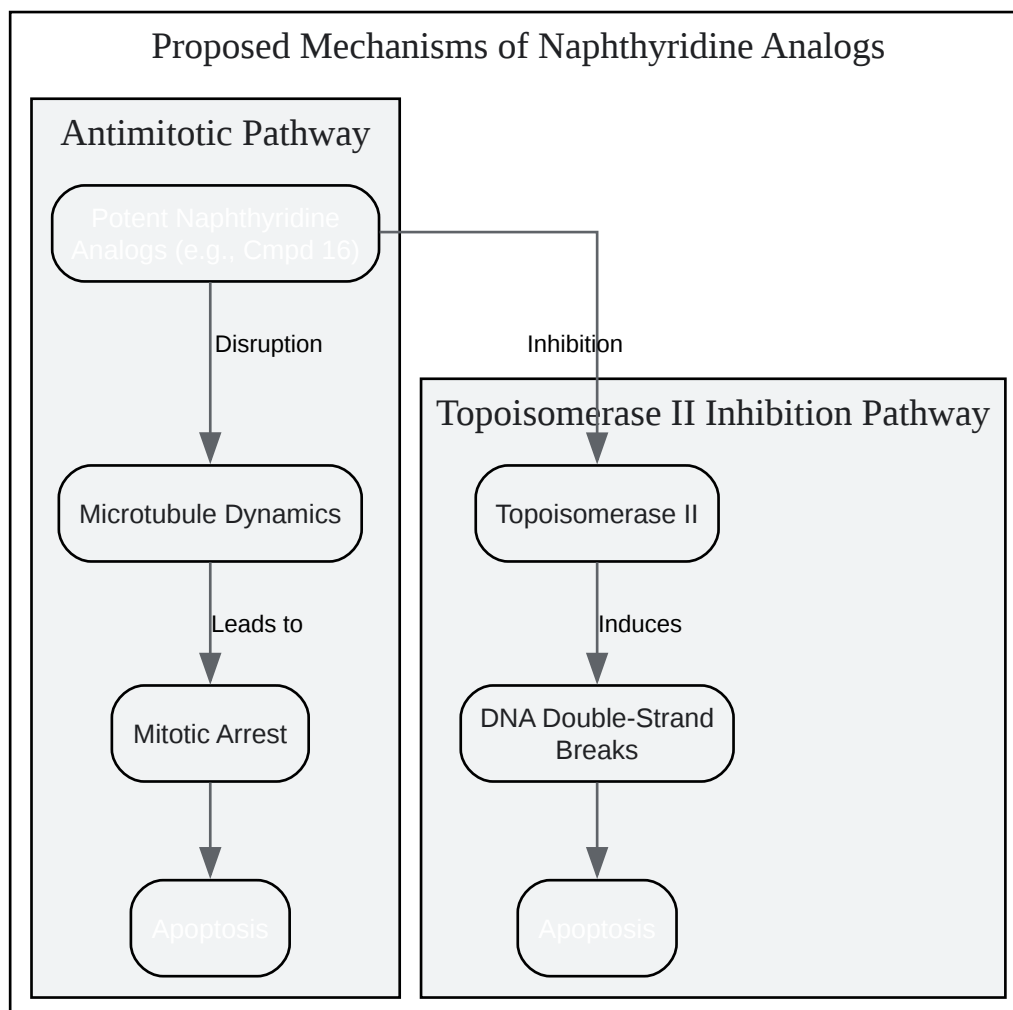 Proposed Mechanisms of Naphthyridine Analogs
Antimitotic Pathway
Potent Naphthyridine
Analogs (e.g., Cmpd 16)
Disruption
Inhibition
Topoisomerase II Inhibition Pathway
Microtubule Dynamics
Topoisomerase II
Leads to
Induces
Mitotic Arrest
DNA Double-Strand
Breaks
Apoptosis
Apoptosis